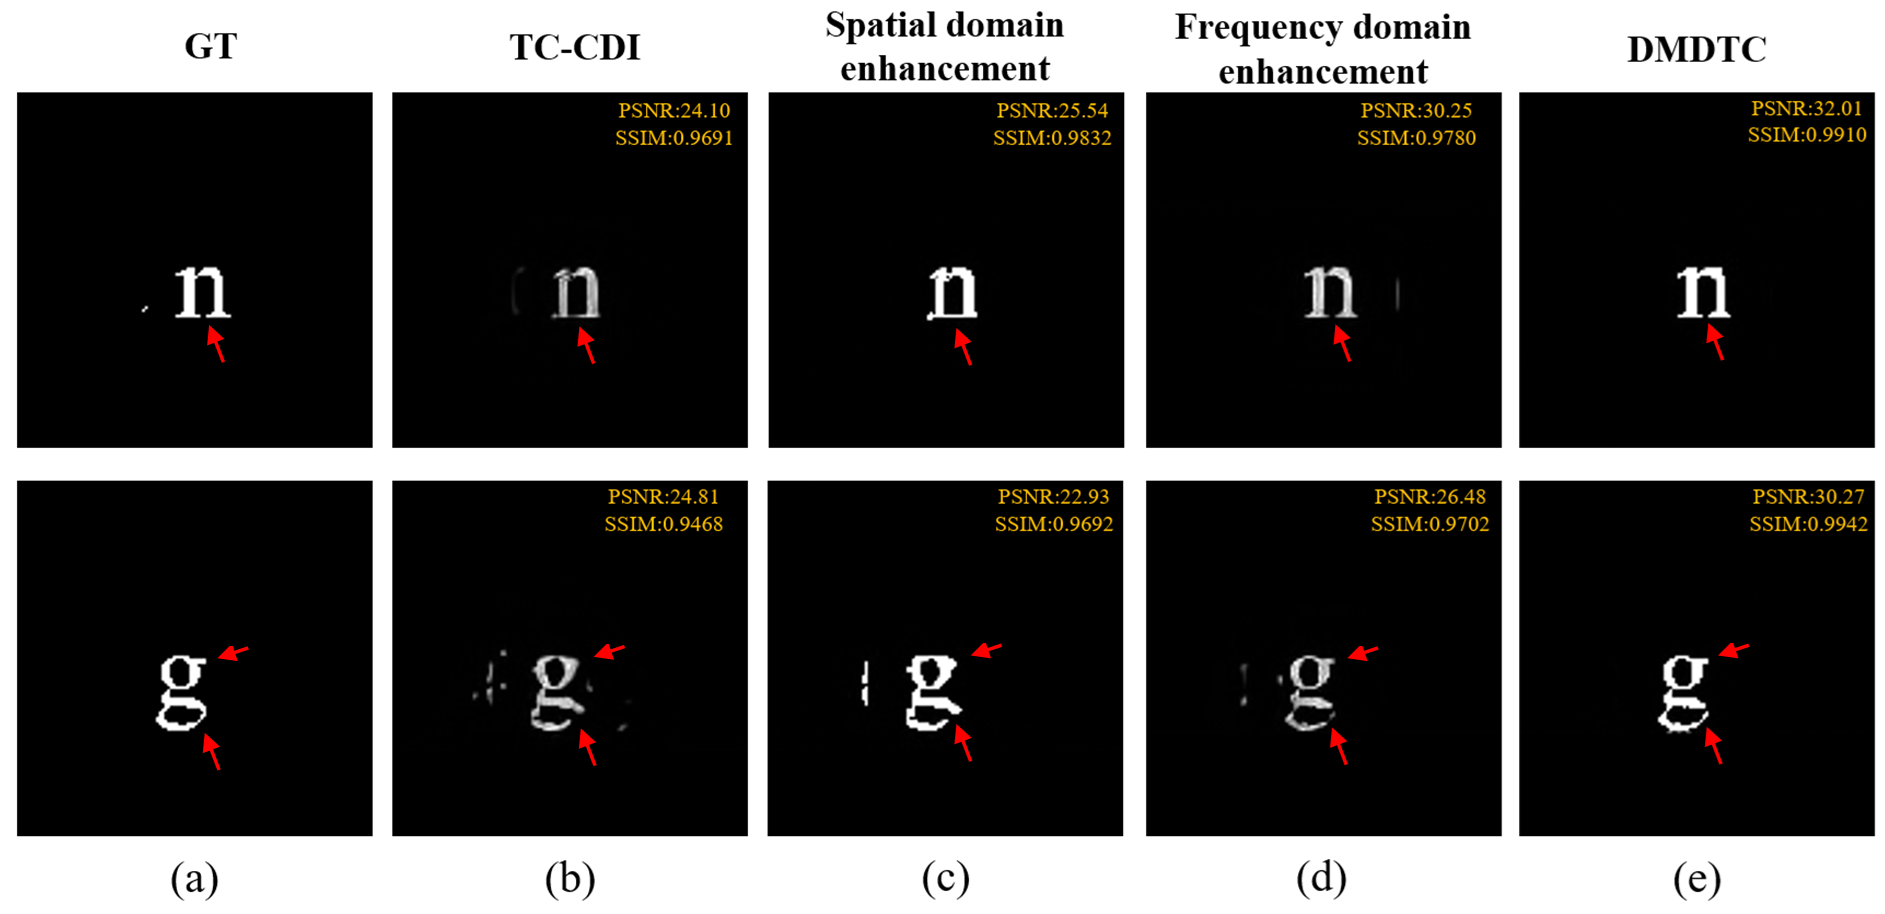 GT
TC-CDI
Spatial domain
enhancement
Frequency domain
enhancement
DMDTC
PSNR:24.10
SSIM:0.9691
PSNR:25.54
SSIM:0.9832
PSNR:30.25
SSIM:0.9780
PSNR:32.01
SSIM:0.9910
n
n
n
n
n
PSNR:24.81
SSIM:0.9468
PSNR:22.93
SSIM:0.9692
PSNR:26.48
SSIM:0.9702
PSNR:30.27
SSIM:0.9942
g
g
g
g
g
(a)
(b)
(c)
(d)
(e)